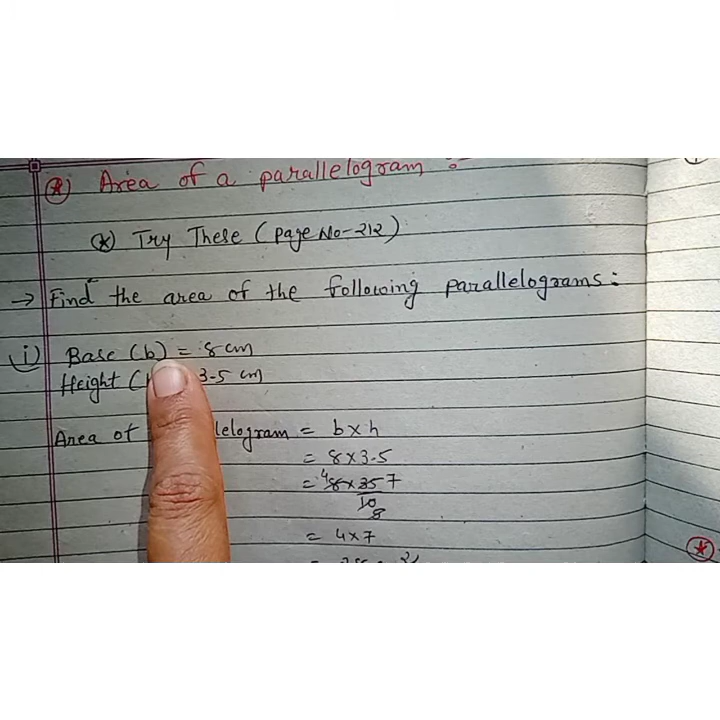 (*) Area of a parallelogram :
(*) Try These (page No-212)
→ Find the area of the following parallelograms:
(i) Base (b) = 8 cm
Height ( 3.5 cm
Area of lelogram = b×h
= 8×3.5
= 4 8×35 7
10
8
= 4×7